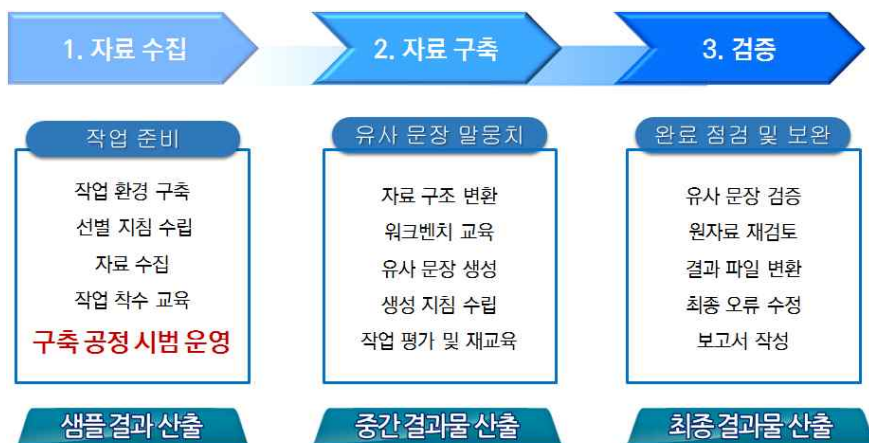 1. 자료 수집
2. 자료 구축
3. 검증
작업 준비
작업 환경 구축
선별 지침 수립
자료 수집
작업 착수 교육
구축 공정 시범 운영
샘플 결과 산출
유사 문장 말뭉치
자료 구조 변환
워크벤치 교육
유사 문장 생성
생성 지침 수립
작업 평가 및 재교육
중간 결과물 산출
완료 점검 및 보완
유사 문장 검증
원자료 재검토
결과 파일 변환
최종 오류 수정
보고서 작성
최종 결과물 산출